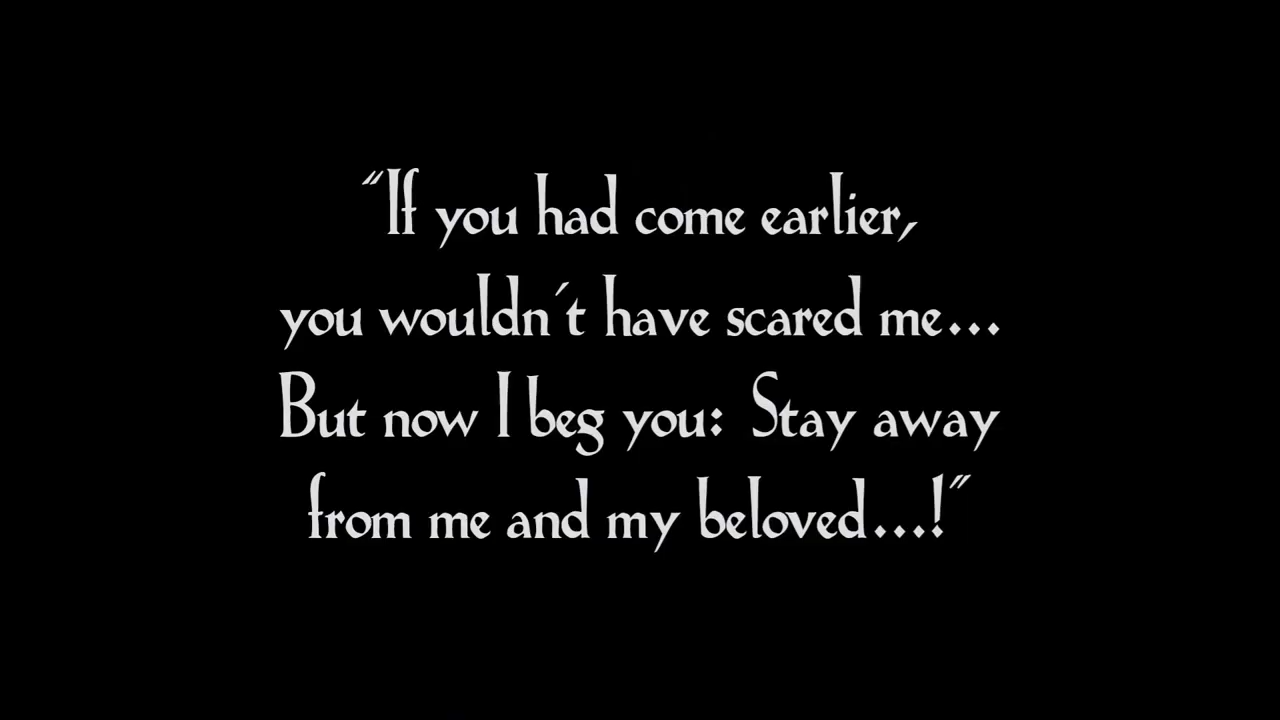 "If you had come earlier,
you wouldn´t have scared me...
But now I beg you: Stay away
from me and my beloved...!"